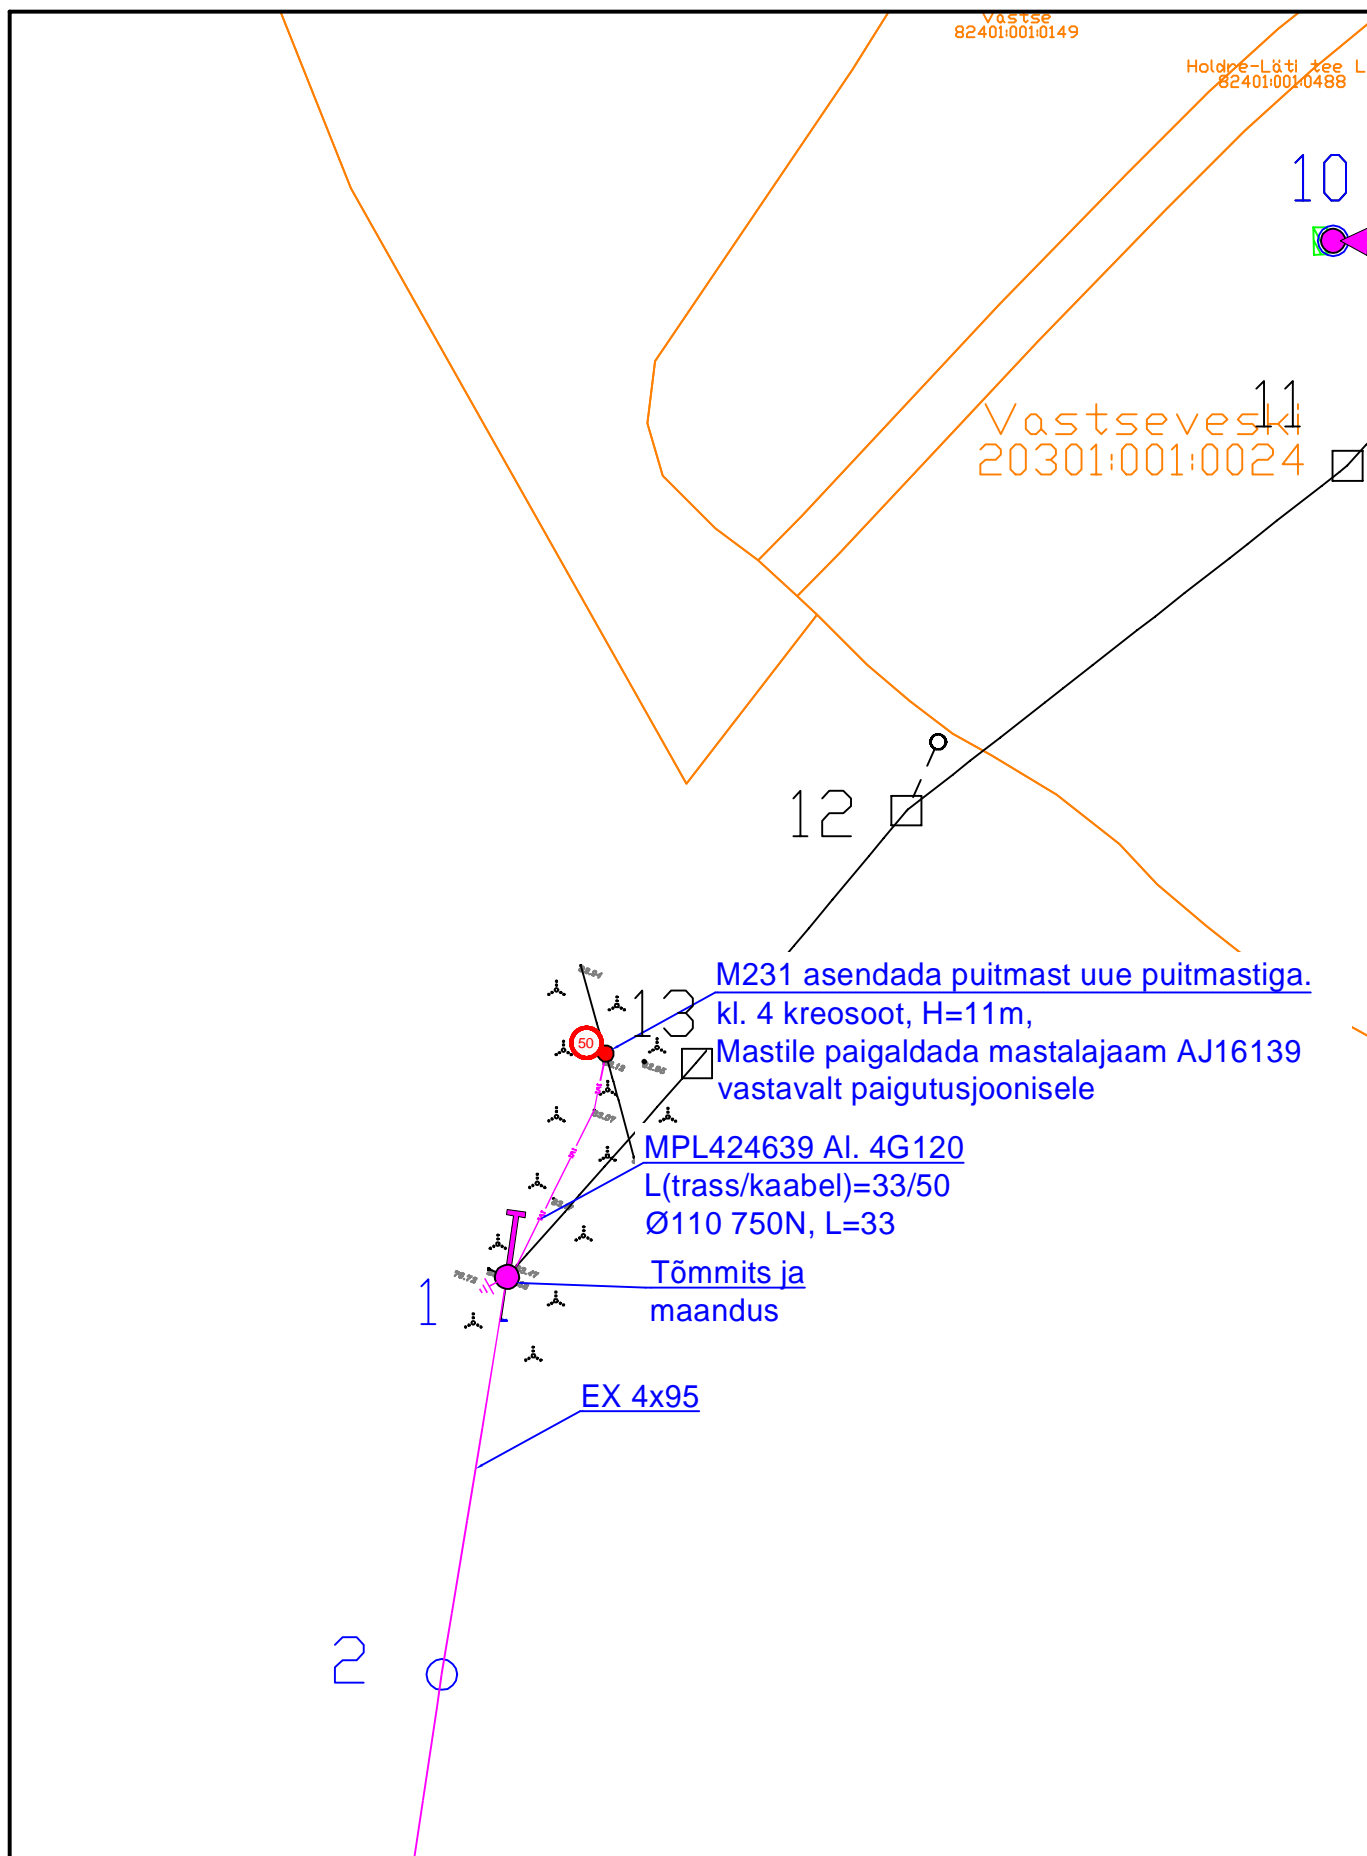 Vastse
82401:001:0149
Holdre-Läti tee L
82401:001:0488
10
11
Vastseveski
20301:001:0024
12
M231 asendada puitmast uue puitmastiga.
13
kl. 4 kreosoot, H=11m,
50
Mastile paigaldada mastalajaam AJ16139
vastavalt paigutusjoonisele
MPL424639 Al. 4G120
L(trass/kaabel)=33/50
Ø110 750N, L=33
Tõmmits ja
1
maandus
EX 4x95
2